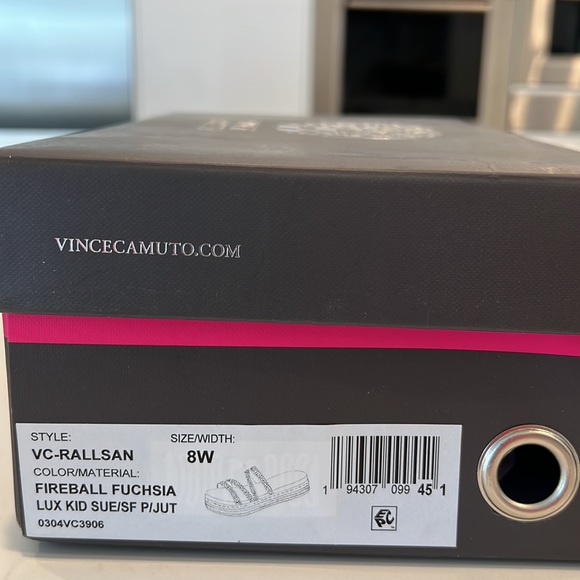 VINCECAMUTO.COM
STYLE: SIZE/WIDTH:
VC-RALLSAN 8W
COLOR/MATERIAL:
FIREBALL FUCHSIA
LUX KID SUE/SF P/JUT
0304VC3906
1 94307 099 45 1